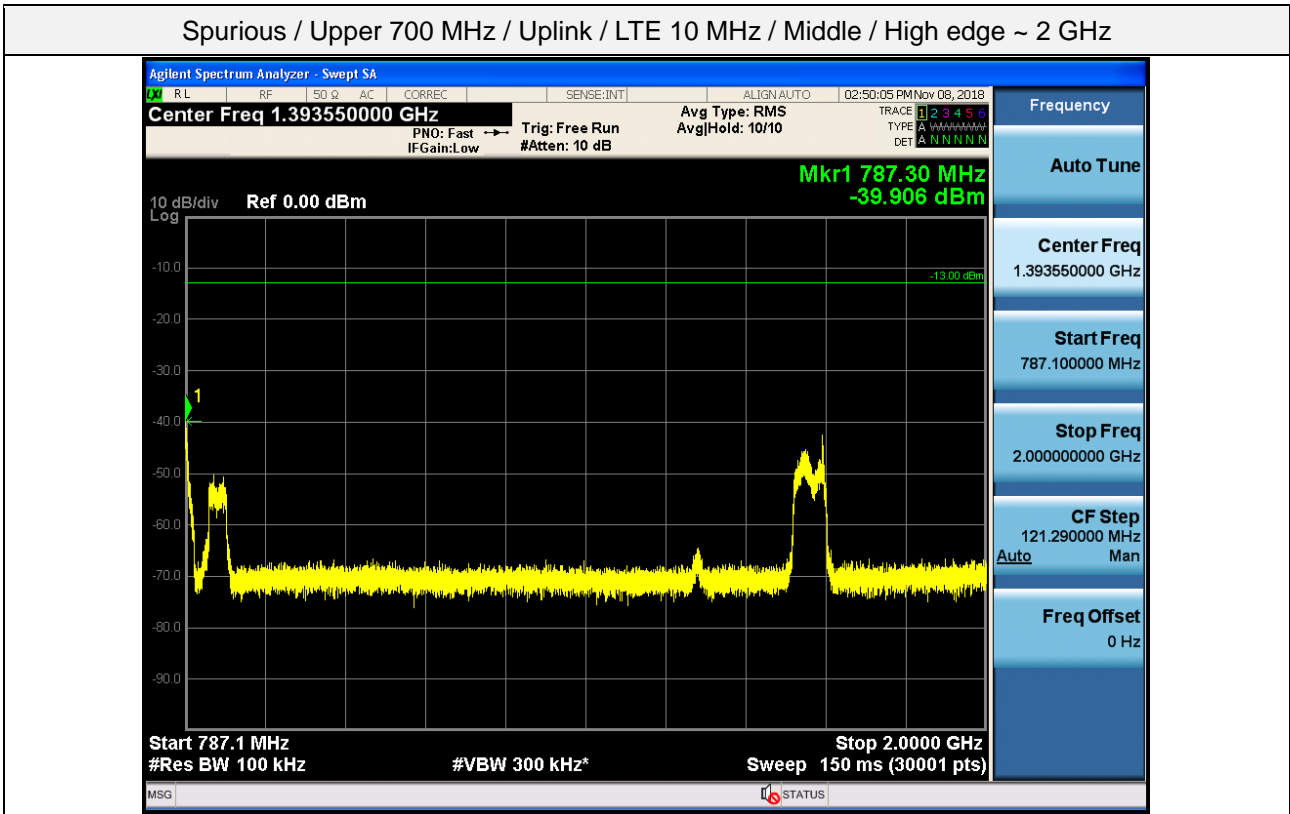 Spurious / Upper 700 MHz / Uplink / LTE 10 MHz / Middle / High edge ~ 2 GHz
Agilent Spectrum Analyzer - Swept SA
LXI RL RF 50 Ω AC CORREC SENSE:INT ALIGN AUTO 02:50:05 PM Nov 08, 2018
Center Freq 1.393550000 GHz
PNO: Fast
IFGain:Low
Trig: Free Run
#Atten: 10 dB
Avg Type: RMS
Avg|Hold: 10/10
TRACE 1 2 3 4 5 6
TYPE A WWWWW
DET A N N N N N
Mkr1 787.30 MHz
-39.906 dBm
10 dB/div Ref 0.00 dBm
Log
-10.0
-13.00 dBm
-20.0
-30.0
1
-40.0
-50.0
-60.0
-70.0
-80.0
-90.0
Start 787.1 MHz Stop 2.0000 GHz
#Res BW 100 kHz #VBW 300 kHz* Sweep 150 ms (30001 pts)
MSG STATUS
Frequency
Auto Tune
Center Freq
1.393550000 GHz
Start Freq
787.100000 MHz
Stop Freq
2.000000000 GHz
CF Step
121.290000 MHz
Auto Man
Freq Offset
0 Hz